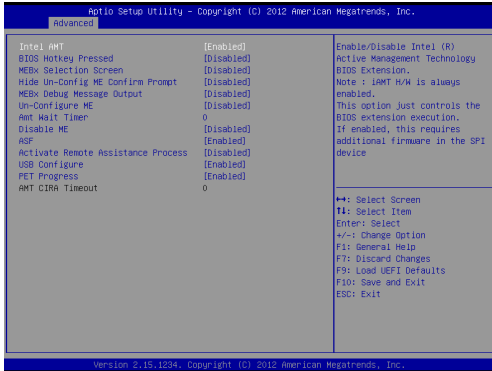 Aptio Setup Utility – Copyright (C) 2012 American Megatrends, Inc.
Advanced
Intel AMT [Enabled]
BIOS Hotkey Pressed [Disabled]
MEBx Selection Screen [Disabled]
Hide Un-Config ME Confirm Prompt [Disabled]
MEBx Debug Message Output [Disabled]
Un-Configure ME [Disabled]
Amt Wait Timer 0
Disable ME [Disabled]
ASF [Enabled]
Activate Remote Assistance Process [Disabled]
USB Configure [Enabled]
PET Progress [Enabled]
AMT CIRA Timeout 0
Enable/Disable Intel (R)
Active Management Technology
BIOS Extension.
Note : iAMT H/W is always
enabled.
This option just controls the
BIOS extension execution.
If enabled, this requires
additional firmware in the SPI
device
↔: Select Screen
↑↓: Select Item
Enter: Select
+/-: Change Option
F1: General Help
F7: Discard Changes
F9: Load UEFI Defaults
F10: Save and Exit
ESC: Exit
Version 2.15.1234. Copyright (C) 2012 American Megatrends, Inc.